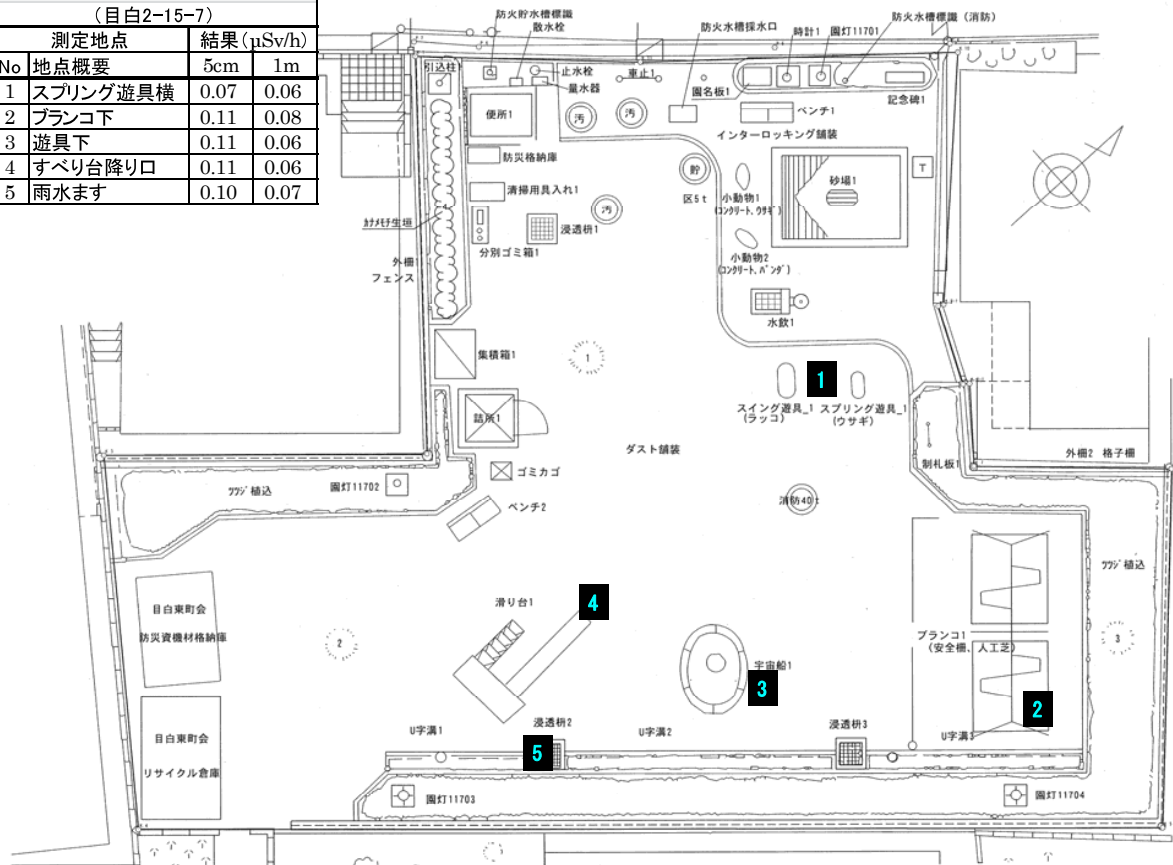 (目白2-15-7)
測定地点 結果(μSv/h)
No 地点概要 5cm 1m
1 スプリング遊具横 0.07 0.06
2 ブランコ下 0.11 0.08
3 遊具下 0.11 0.06
4 すべり台降り口 0.11 0.06
5 雨水ます 0.10 0.07
防火貯水槽標識
散水栓
防火水槽採水口
時計1
園灯11701
防火水槽標識(消防)
引込柱
止水栓
量水器
車止1
園名板1
記念碑1
便所1
汚
汚
ベンチ1
インターロッキング舗装
防災格納庫
貯
区5t
砂場1
T
清掃用具入れ1
小動物1
(コンクリート、ウサギ)
汚
浸透枡1
カナメモチ生垣
分別ゴミ箱1
小動物2
(コンクリート、パンダ)
外柵1
フェンス
水飲1
集積箱1
1
1
スイング遊具_1
(ラッコ)
スプリング遊具_1
(ウサギ)
詰所1
ダスト舗装
外柵2 格子柵
制札板1
ゴミカゴ
ツツジ植込
園灯11702
ベンチ2
消防40t
ツツジ植込
滑り台1
4
目白東町会
防災資機材格納庫
2
ブランコ1
(安全柵、人工芝)
3
宇宙船1
3
2
U字溝1
浸透枡2
U字溝2
浸透枡3
U字溝3
目白東町会
リサイクル倉庫
5
園灯11703
園灯11704